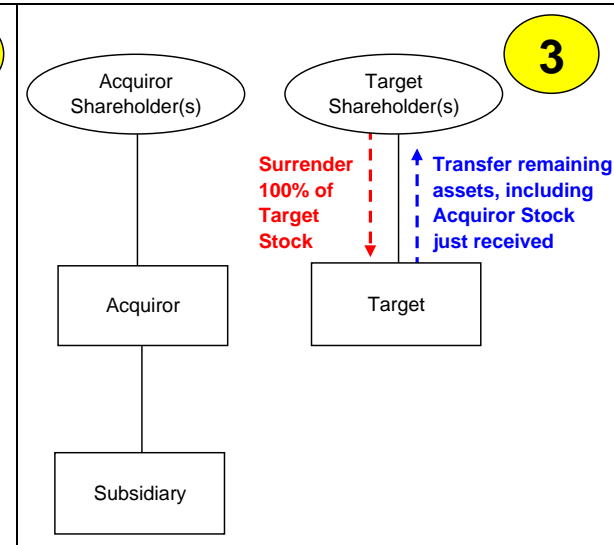 3
Acquiror
Shareholder(s)
Target
Shareholder(s)
Surrender
100% of
Target
Stock
Transfer remaining
assets, including
Acquiror Stock
just received
Acquiror
Target
Subsidiary